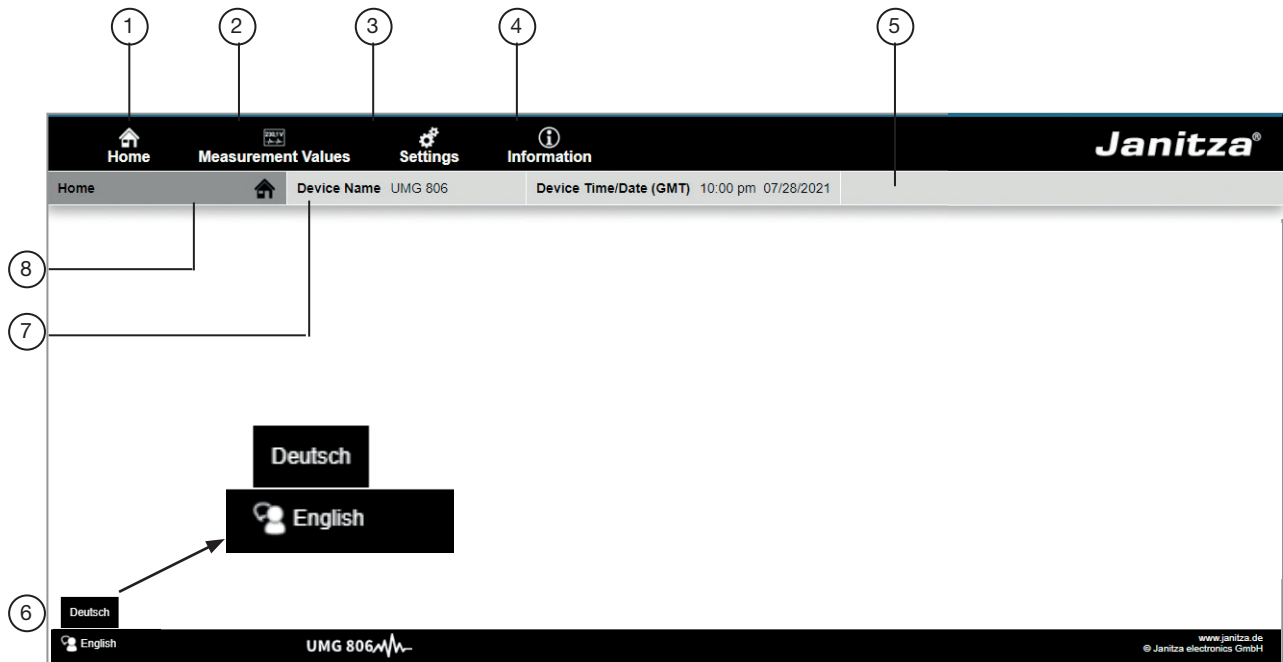 1 2 3 4 5
Home Measurement Values Settings Information Janitza®
Home Device Name UMG 806 Device Time/Date (GMT) 10:00 pm 07/28/2021
8
7
Deutsch
English
6 Deutsch
English UMG 806 www.janitza.de
© Janitza electronics GmbH